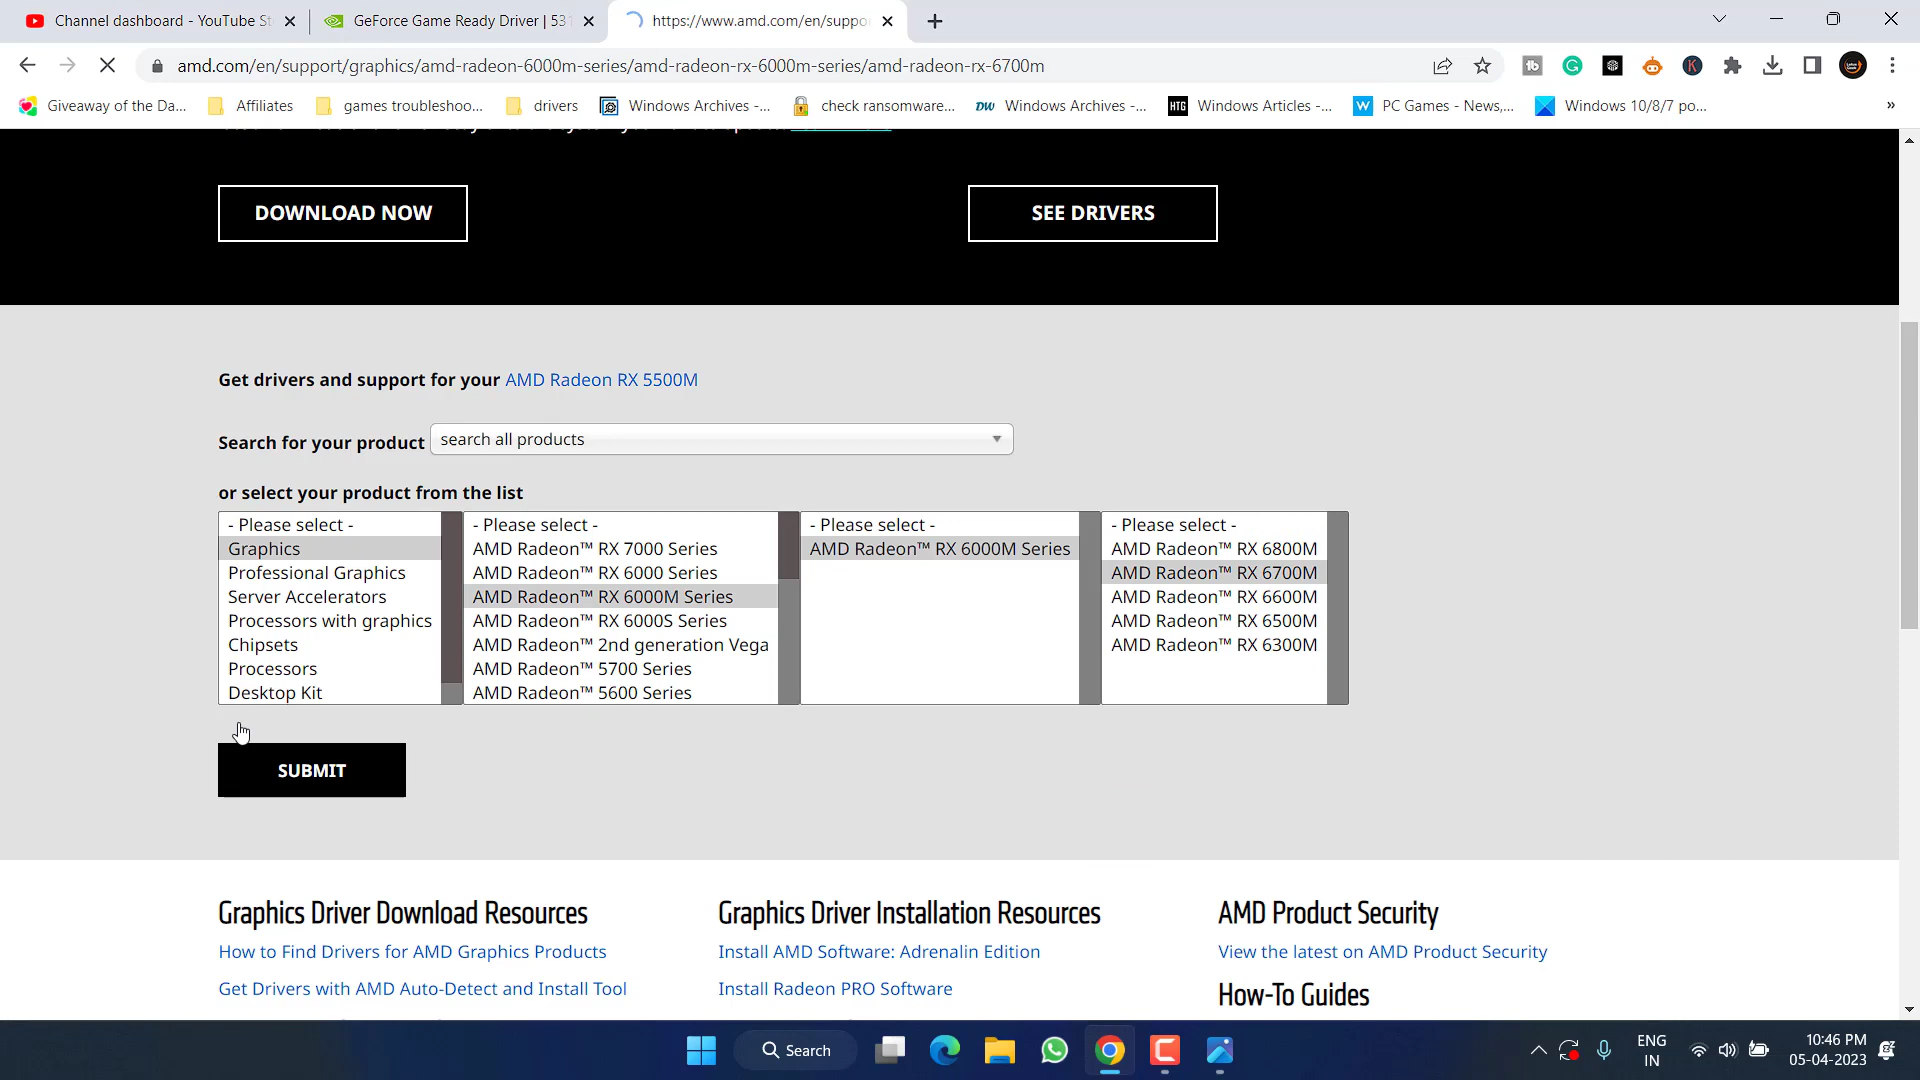 Channel dashboard - YouTube St
GeForce Game Ready Driver | 531
https://www.amd.com/en/suppo
amd.com/en/support/graphics/amd-radeon-6000m-series/amd-radeon-rx-6000m-series/amd-radeon-rx-6700m
Giveaway of the Da...
Affiliates
games troubleshoo...
drivers
Windows Archives -...
check ransomware...
DW
Windows Archives -...
HTG
Windows Articles -...
W
PC Games - News,...
Windows 10/8/7 po...
»
DOWNLOAD NOW
SEE DRIVERS
Get drivers and support for your AMD Radeon RX 5500M
Search for your product
search all products
or select your product from the list
- Please select -
Graphics
Professional Graphics
Server Accelerators
Processors with graphics
Chipsets
Processors
Desktop Kit
- Please select -
AMD Radeon™ RX 7000 Series
AMD Radeon™ RX 6000 Series
AMD Radeon™ RX 6000M Series
AMD Radeon™ RX 6000S Series
AMD Radeon™ 2nd generation Vega
AMD Radeon™ 5700 Series
AMD Radeon™ 5600 Series
- Please select -
AMD Radeon™ RX 6000M Series
- Please select -
AMD Radeon™ RX 6800M
AMD Radeon™ RX 6700M
AMD Radeon™ RX 6600M
AMD Radeon™ RX 6500M
AMD Radeon™ RX 6300M
SUBMIT
Graphics Driver Download Resources
How to Find Drivers for AMD Graphics Products
Get Drivers with AMD Auto-Detect and Install Tool
Graphics Driver Installation Resources
Install AMD Software: Adrenalin Edition
Install Radeon PRO Software
AMD Product Security
View the latest on AMD Product Security
How-To Guides
Search
ENG
IN
10:46 PM
05-04-2023